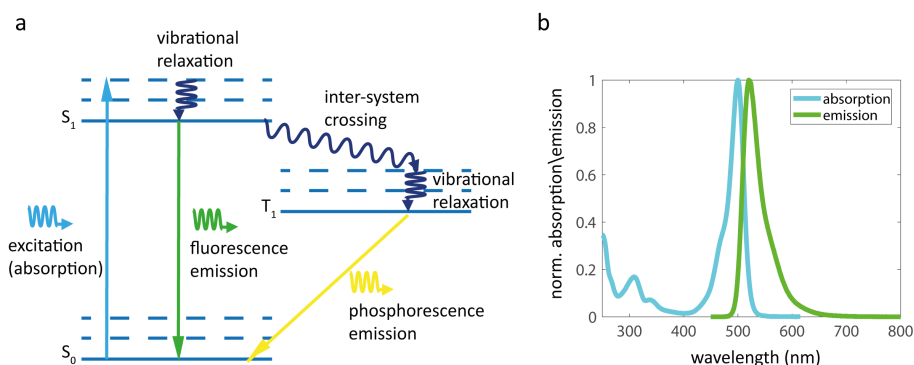 a
vibrational
relaxation
inter-system
crossing
S1
vibrational
relaxation
T1
excitation
(absorption)
fluorescence
emission
phosphorescence
emission
S0
b
1
0.8
0.6
0.4
0.2
0
norm. absorption\emission
absorption
emission
300 400 500 600 700 800
wavelength (nm)